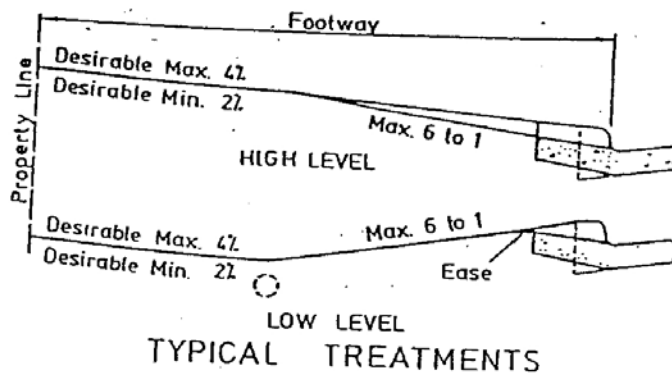 Footway
Property Line
Desirable Max. 4%
Desirable Min. 2%
Max. 6 to 1
HIGH LEVEL
Desirable Max. 4%
Desirable Min. 2%
Max. 6 to 1
Ease
LOW LEVEL
TYPICAL TREATMENTS